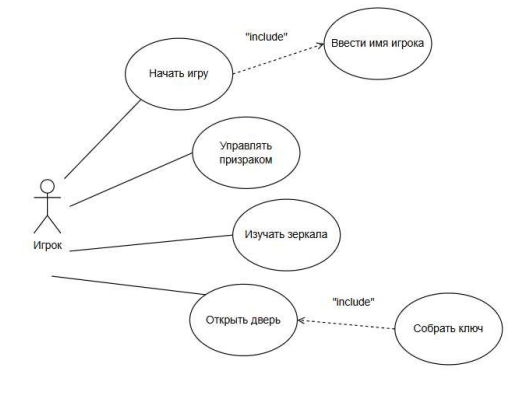 "include"
Ввести имя игрока
Начать игру
Управлять
призраком
Игрок
Изучать зеркала
"include"
Открыть дверь
Собрать ключ